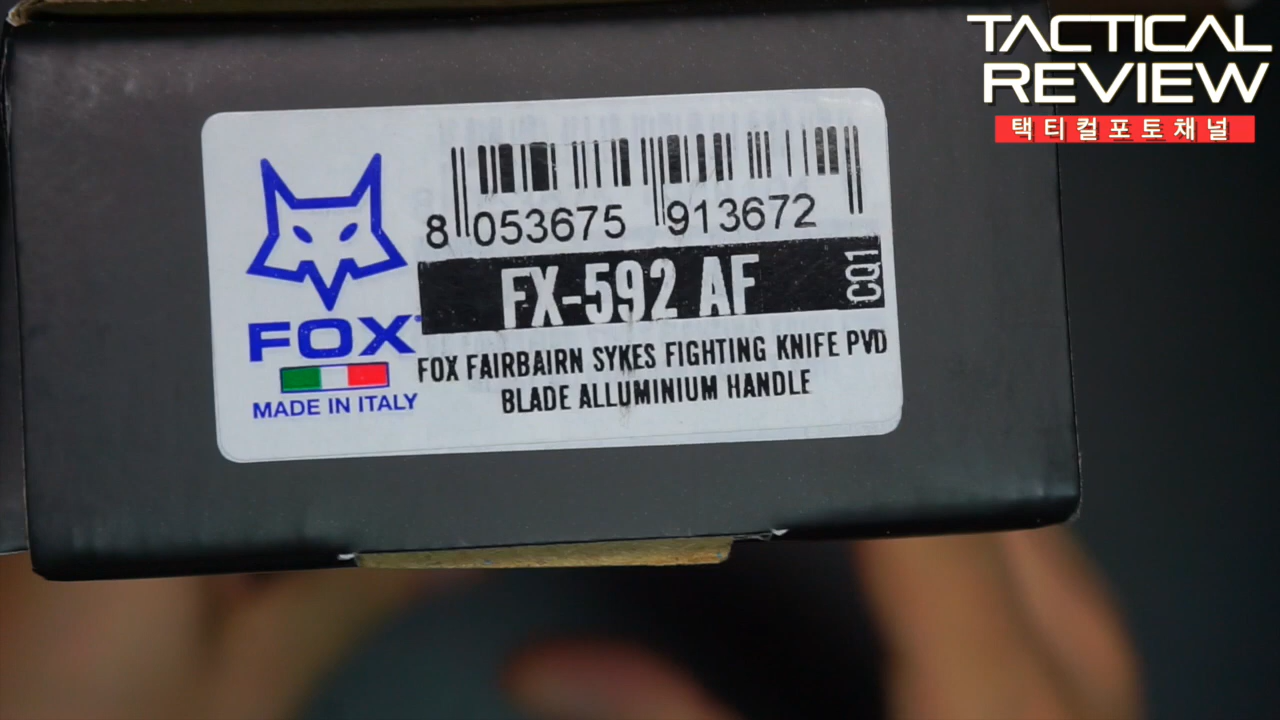 TACTICAL
REVIEW
택티컬포토채널
8 053675 913672
FX-592 AF
CQ1
FOX
MADE IN ITALY
FOX FAIRBAIRN SYKES FIGHTING KNIFE PVD
BLADE ALLUMINIUM HANDLE